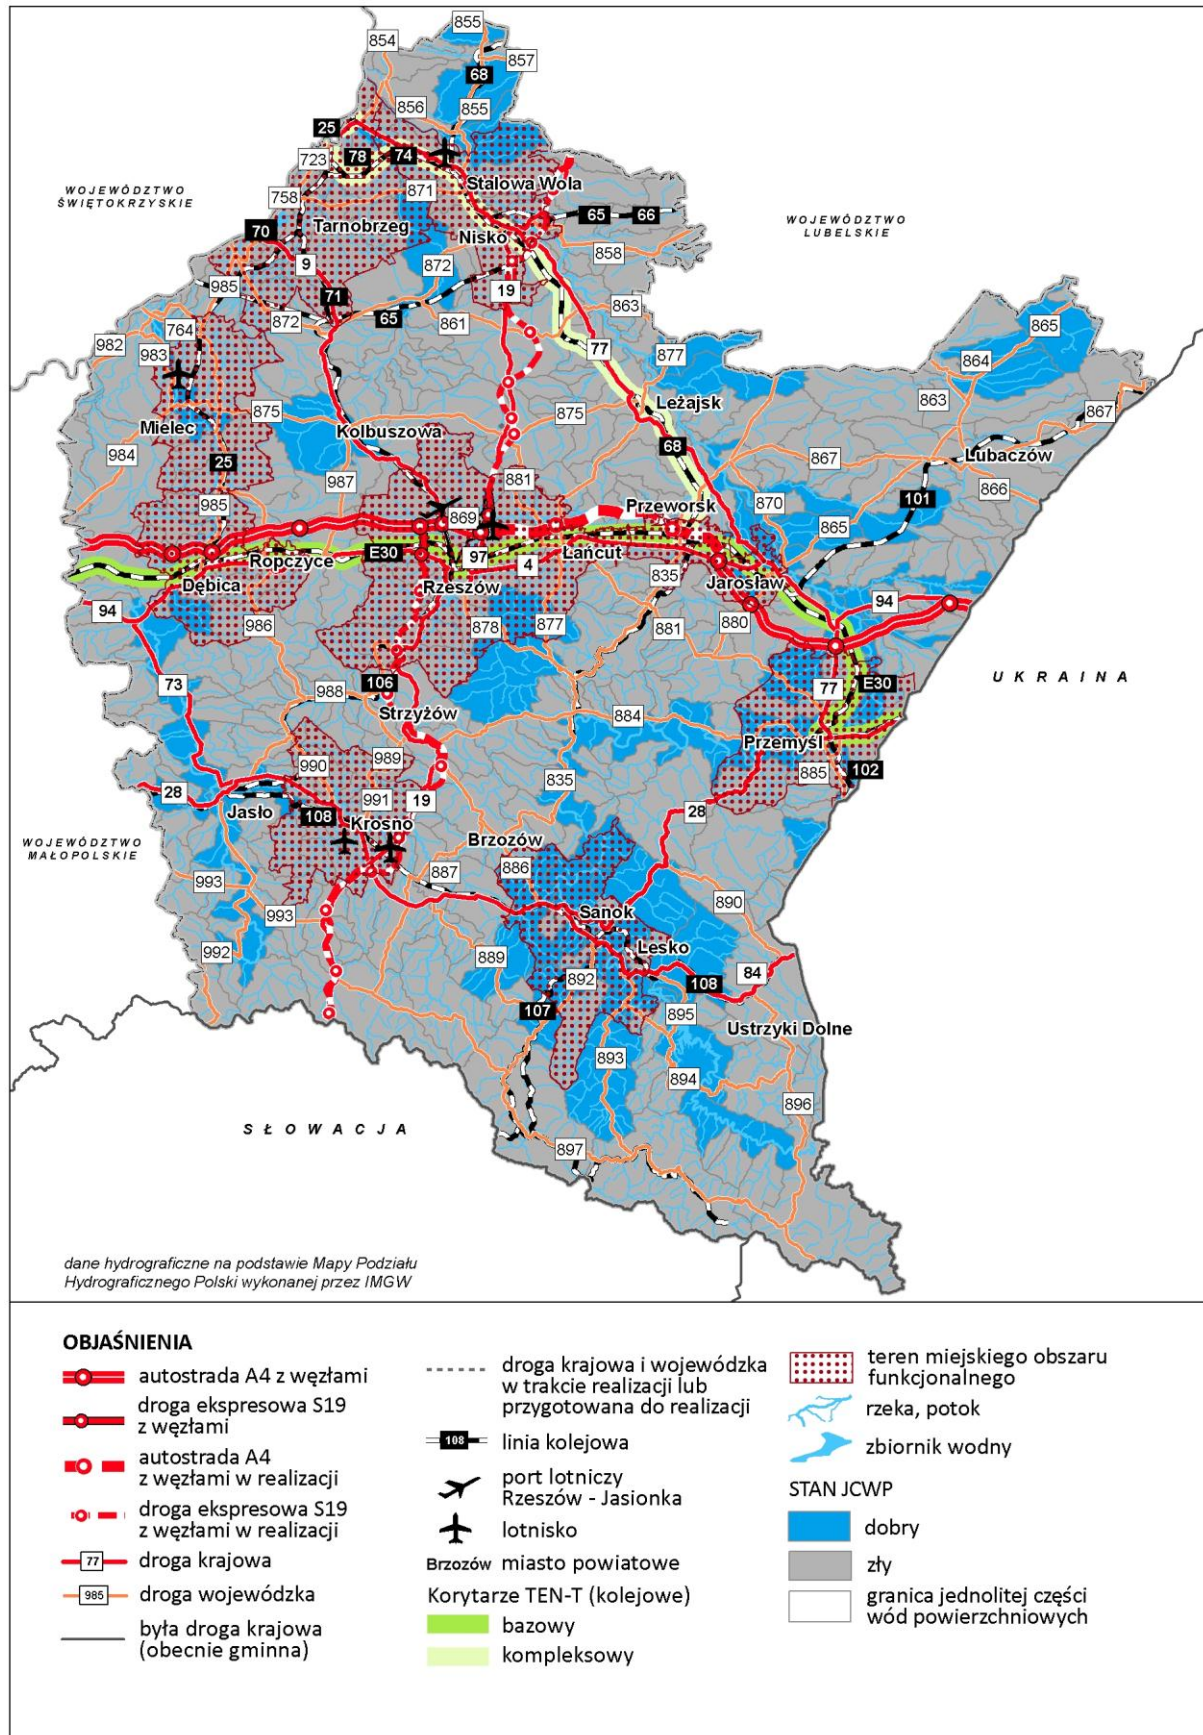 855
854
857
68
856
855
25
78
74
723
Stalowa Wola
WOJEWÓDZTWO
ŚWIĘTOKRZYSKIE
758
871
65
66
WOJEWÓDZTWO
LUBELSKIE
70
Tarnobrzeg
Nisko
858
9
872
985
71
19
863
865
872
65
861
764
982
983
77
877
864
863
867
Mielec
875
Kolbuszowa
875
Leżajsk
984
68
867
Lubaczów
25
987
881
866
101
985
869
Przeworsk
870
865
Ropczyce
E30
97
4
Łańcut
835
Jarosław
Dębica
Rzeszów
94
94
986
878
877
881
880
73
988
106
77
E30
UKRAINA
Strzyżów
884
Przemyśl
990
989
835
885
102
28
19
991
28
Jasło
108
Krosno
WOJEWÓDZTWO
MAŁOPOLSKIE
Brzozów
886
887
993
890
993
Sanok
992
Lesko
889
892
84
108
107
895
Ustrzyki Dolne
893
894
896
SŁOWACJA
897
dane hydrograficzne na podstawie Mapy Podziału
Hydrograficznego Polski wykonanej przez IMGW
OBJAŚNIENIA
autostrada A4 z węzłami
droga ekspresowa S19
z węzłami
autostrada A4
z węzłami w realizacji
droga ekspresowa S19
z węzłami w realizacji
77 droga krajowa
985 droga wojewódzka
była droga krajowa
(obecnie gminna)
droga krajowa i wojewódzka
w trakcie realizacji lub
przygotowana do realizacji
108 linia kolejowa
port lotniczy
Rzeszów - Jasionka
lotnisko
Brzozów miasto powiatowe
Korytarze TEN-T (kolejowe)
bazowy
kompleksowy
teren miejskiego obszaru
funkcjonalnego
rzeka, potok
zbiornik wodny
STAN JCWP
dobry
zły
granica jednolitej części
wód powierzchniowych